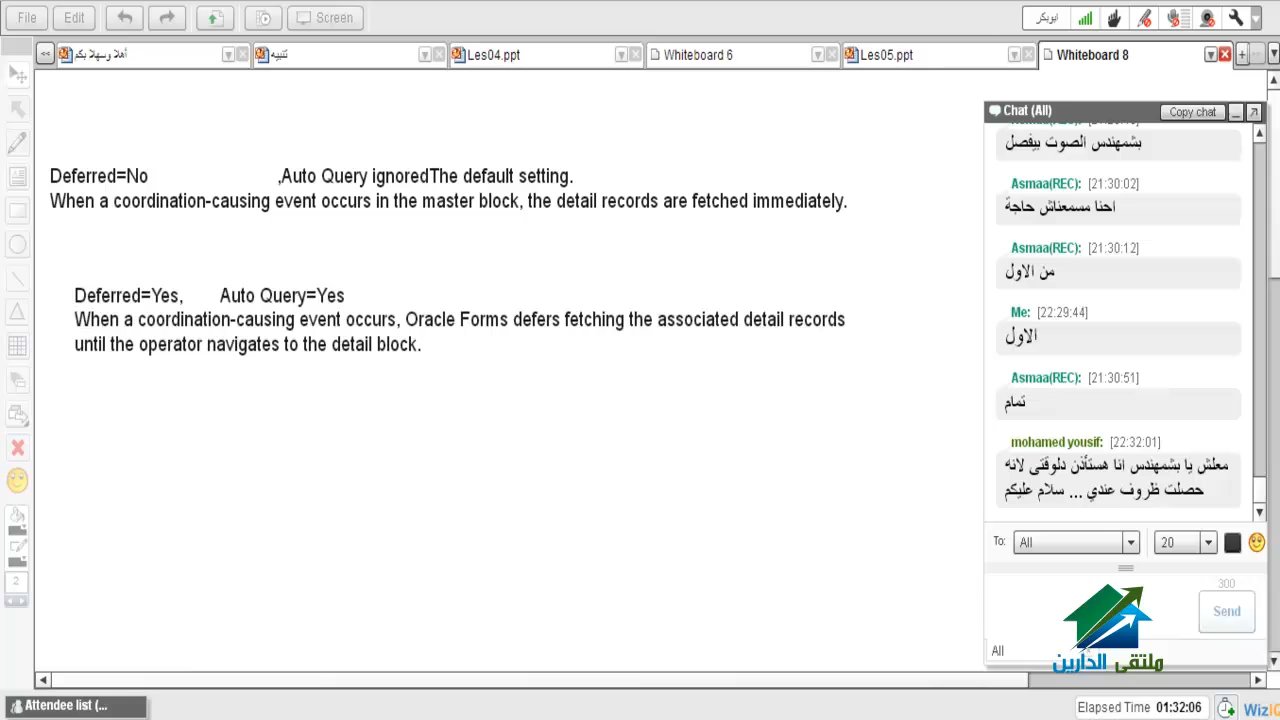 File
Edit
Screen
ابوبكر
<<
أهلا وسهلا بكم
تنبيه
Les04.ppt
Whiteboard 6
Les05.ppt
Whiteboard 8
Deferred=No ,Auto Query ignoredThe default setting.
When a coordination-causing event occurs in the master block, the detail records are fetched immediately.
Deferred=Yes, Auto Query=Yes
When a coordination-causing event occurs, Oracle Forms defers fetching the associated detail records
until the operator navigates to the detail block.
Chat (All)
Copy chat
بشمهندس الصوت بيفصل
Asmaa(REC): [21:30:02]
احنا مسمعناش حاجة
Asmaa(REC): [21:30:12]
من الاول
Me: [22:29:44]
الاول
Asmaa(REC): [21:30:51]
تمام
mohamed yousif: [22:32:01]
معلش يا بشمهندس انا هستأذن دلوقتى لانه
حصلت ظروف عندي ... سلام عليكم
To: All 20
300
Send
All
ملتقى الدارين
2
Attendee list (...
Elapsed Time 01:32:06